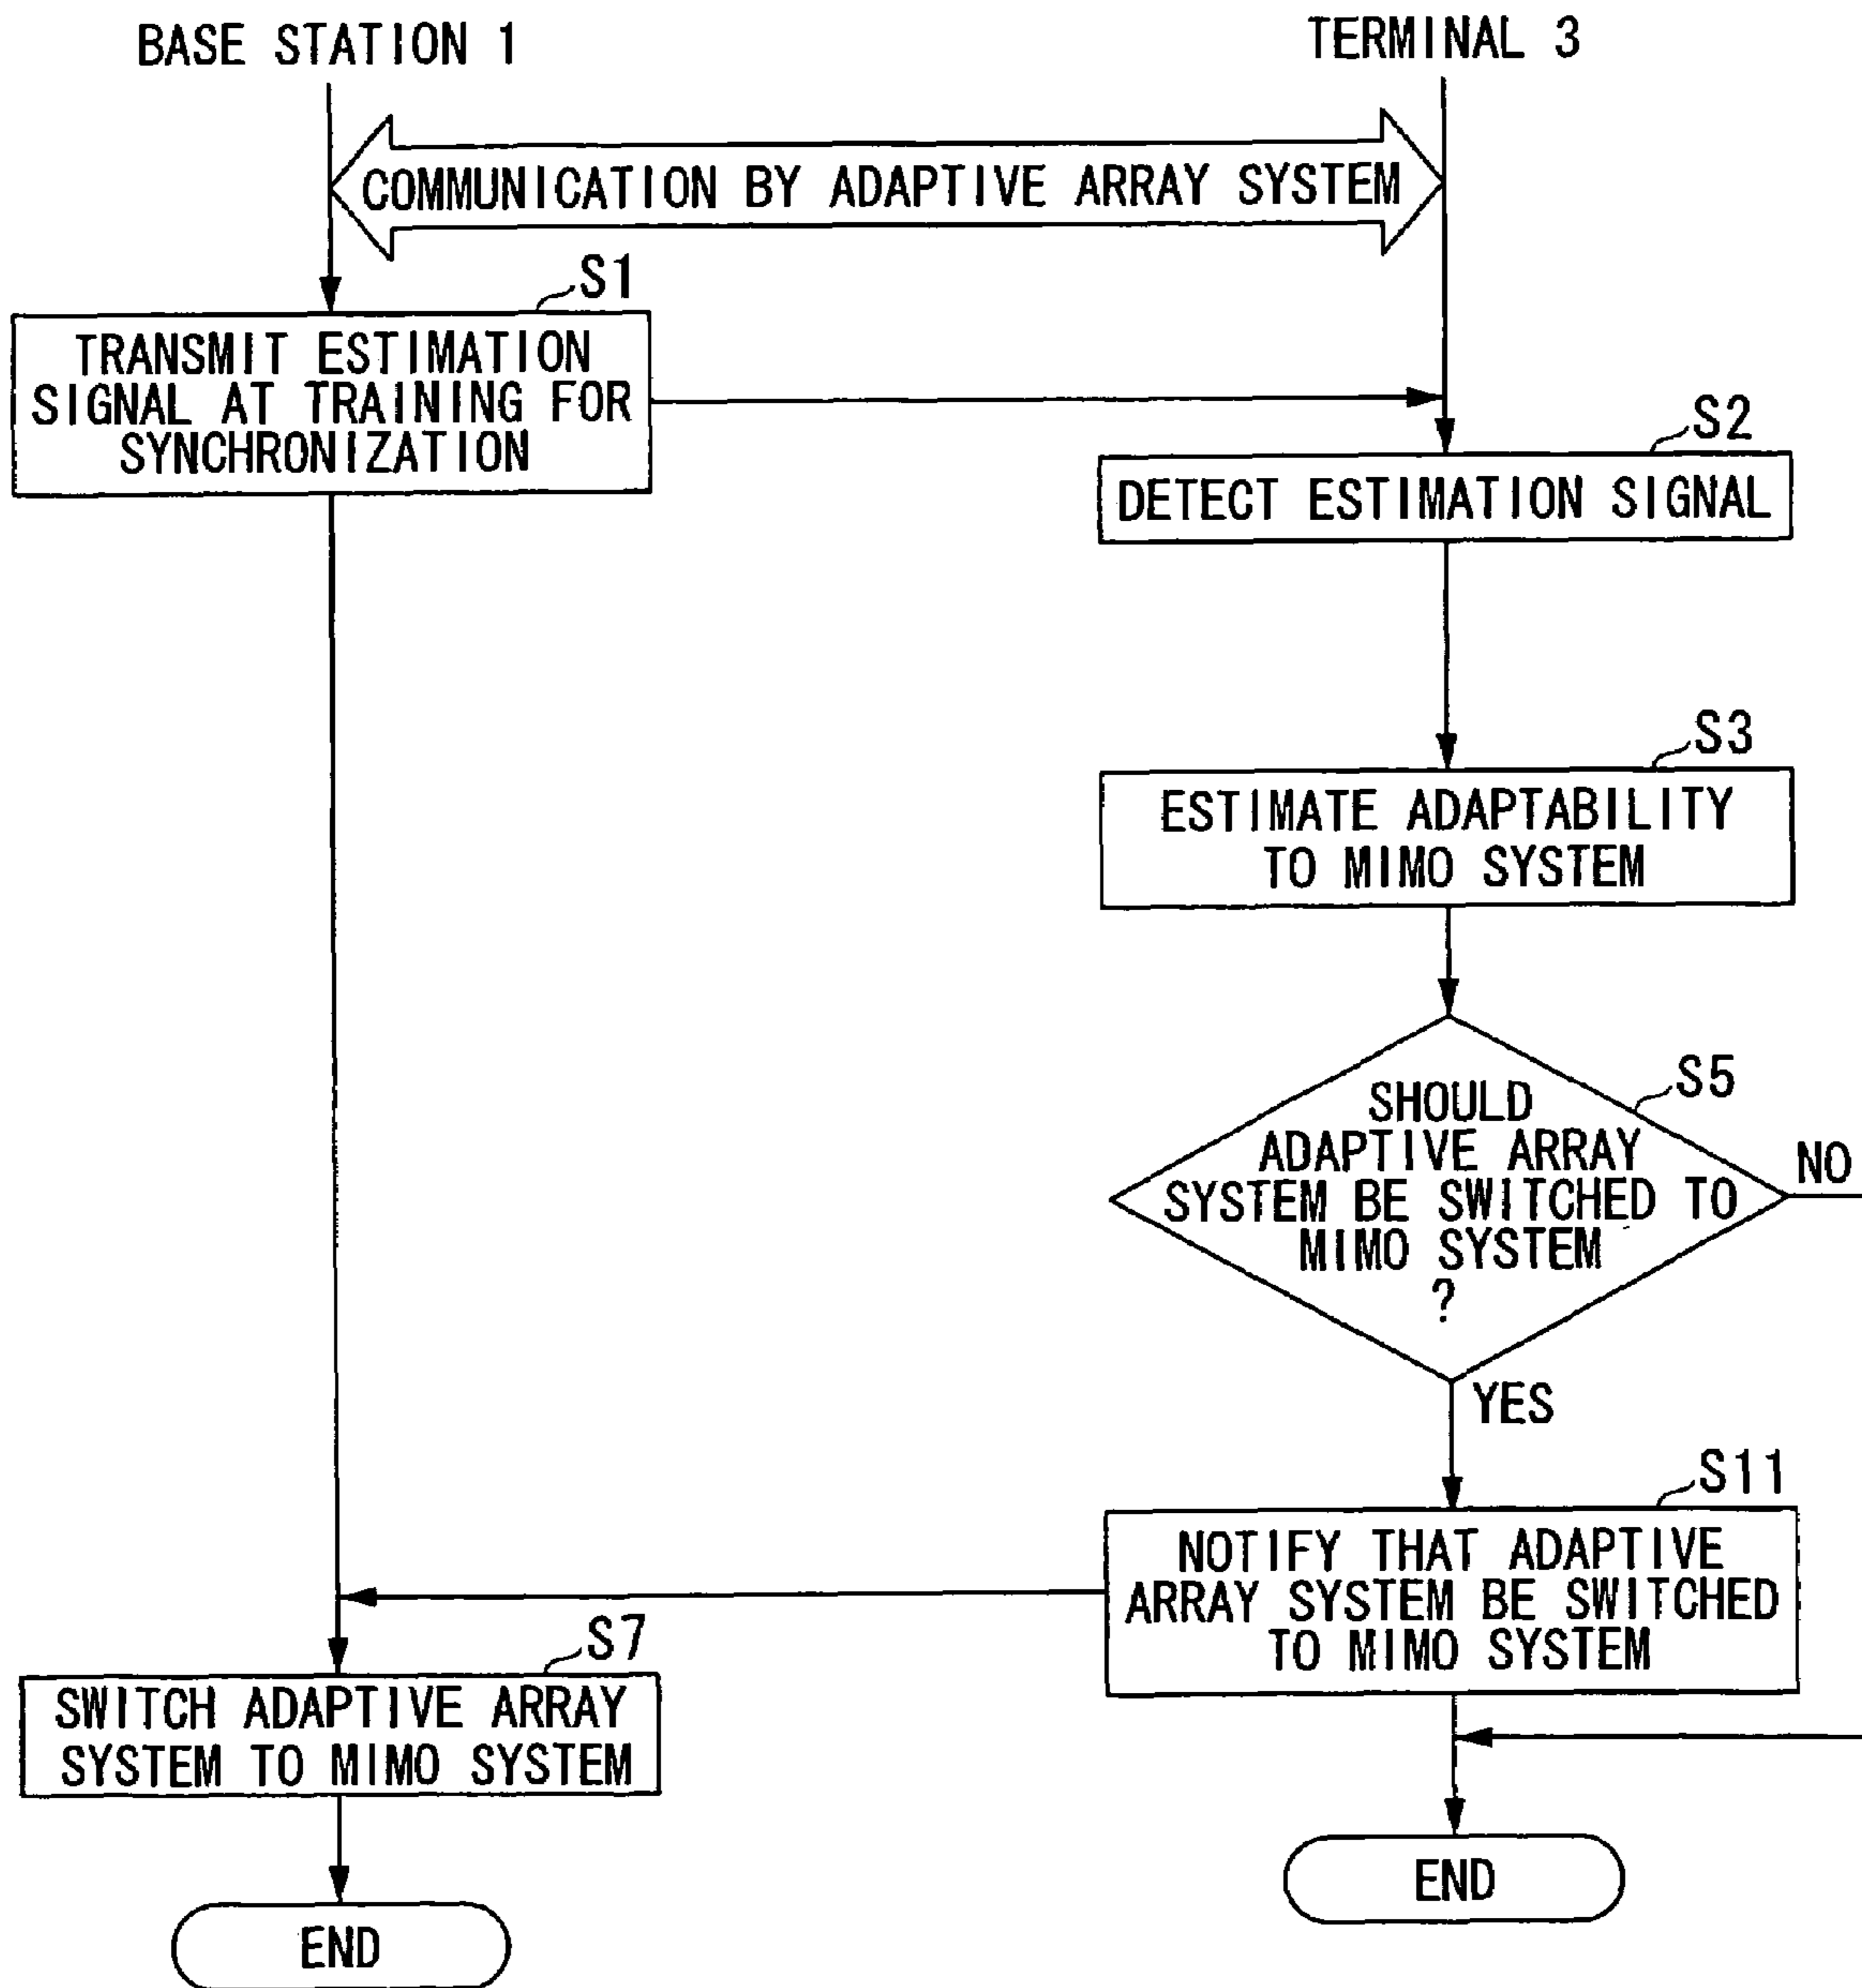 BASE STATION 1
TERMINAL 3
COMMUNICATION BY ADAPTIVE ARRAY SYSTEM
S1
TRANSMIT ESTIMATION
SIGNAL AT TRAINING FOR
SYNCHRONIZATION
S2
DETECT ESTIMATION SIGNAL
S3
ESTIMATE ADAPTABILITY
TO MIMO SYSTEM
S5
SHOULD
ADAPTIVE ARRAY
SYSTEM BE SWITCHED TO
MIMO SYSTEM
?
NO
YES
S11
NOTIFY THAT ADAPTIVE
ARRAY SYSTEM BE SWITCHED
TO MIMO SYSTEM
S7
SWITCH ADAPTIVE ARRAY
SYSTEM TO MIMO SYSTEM
END
END